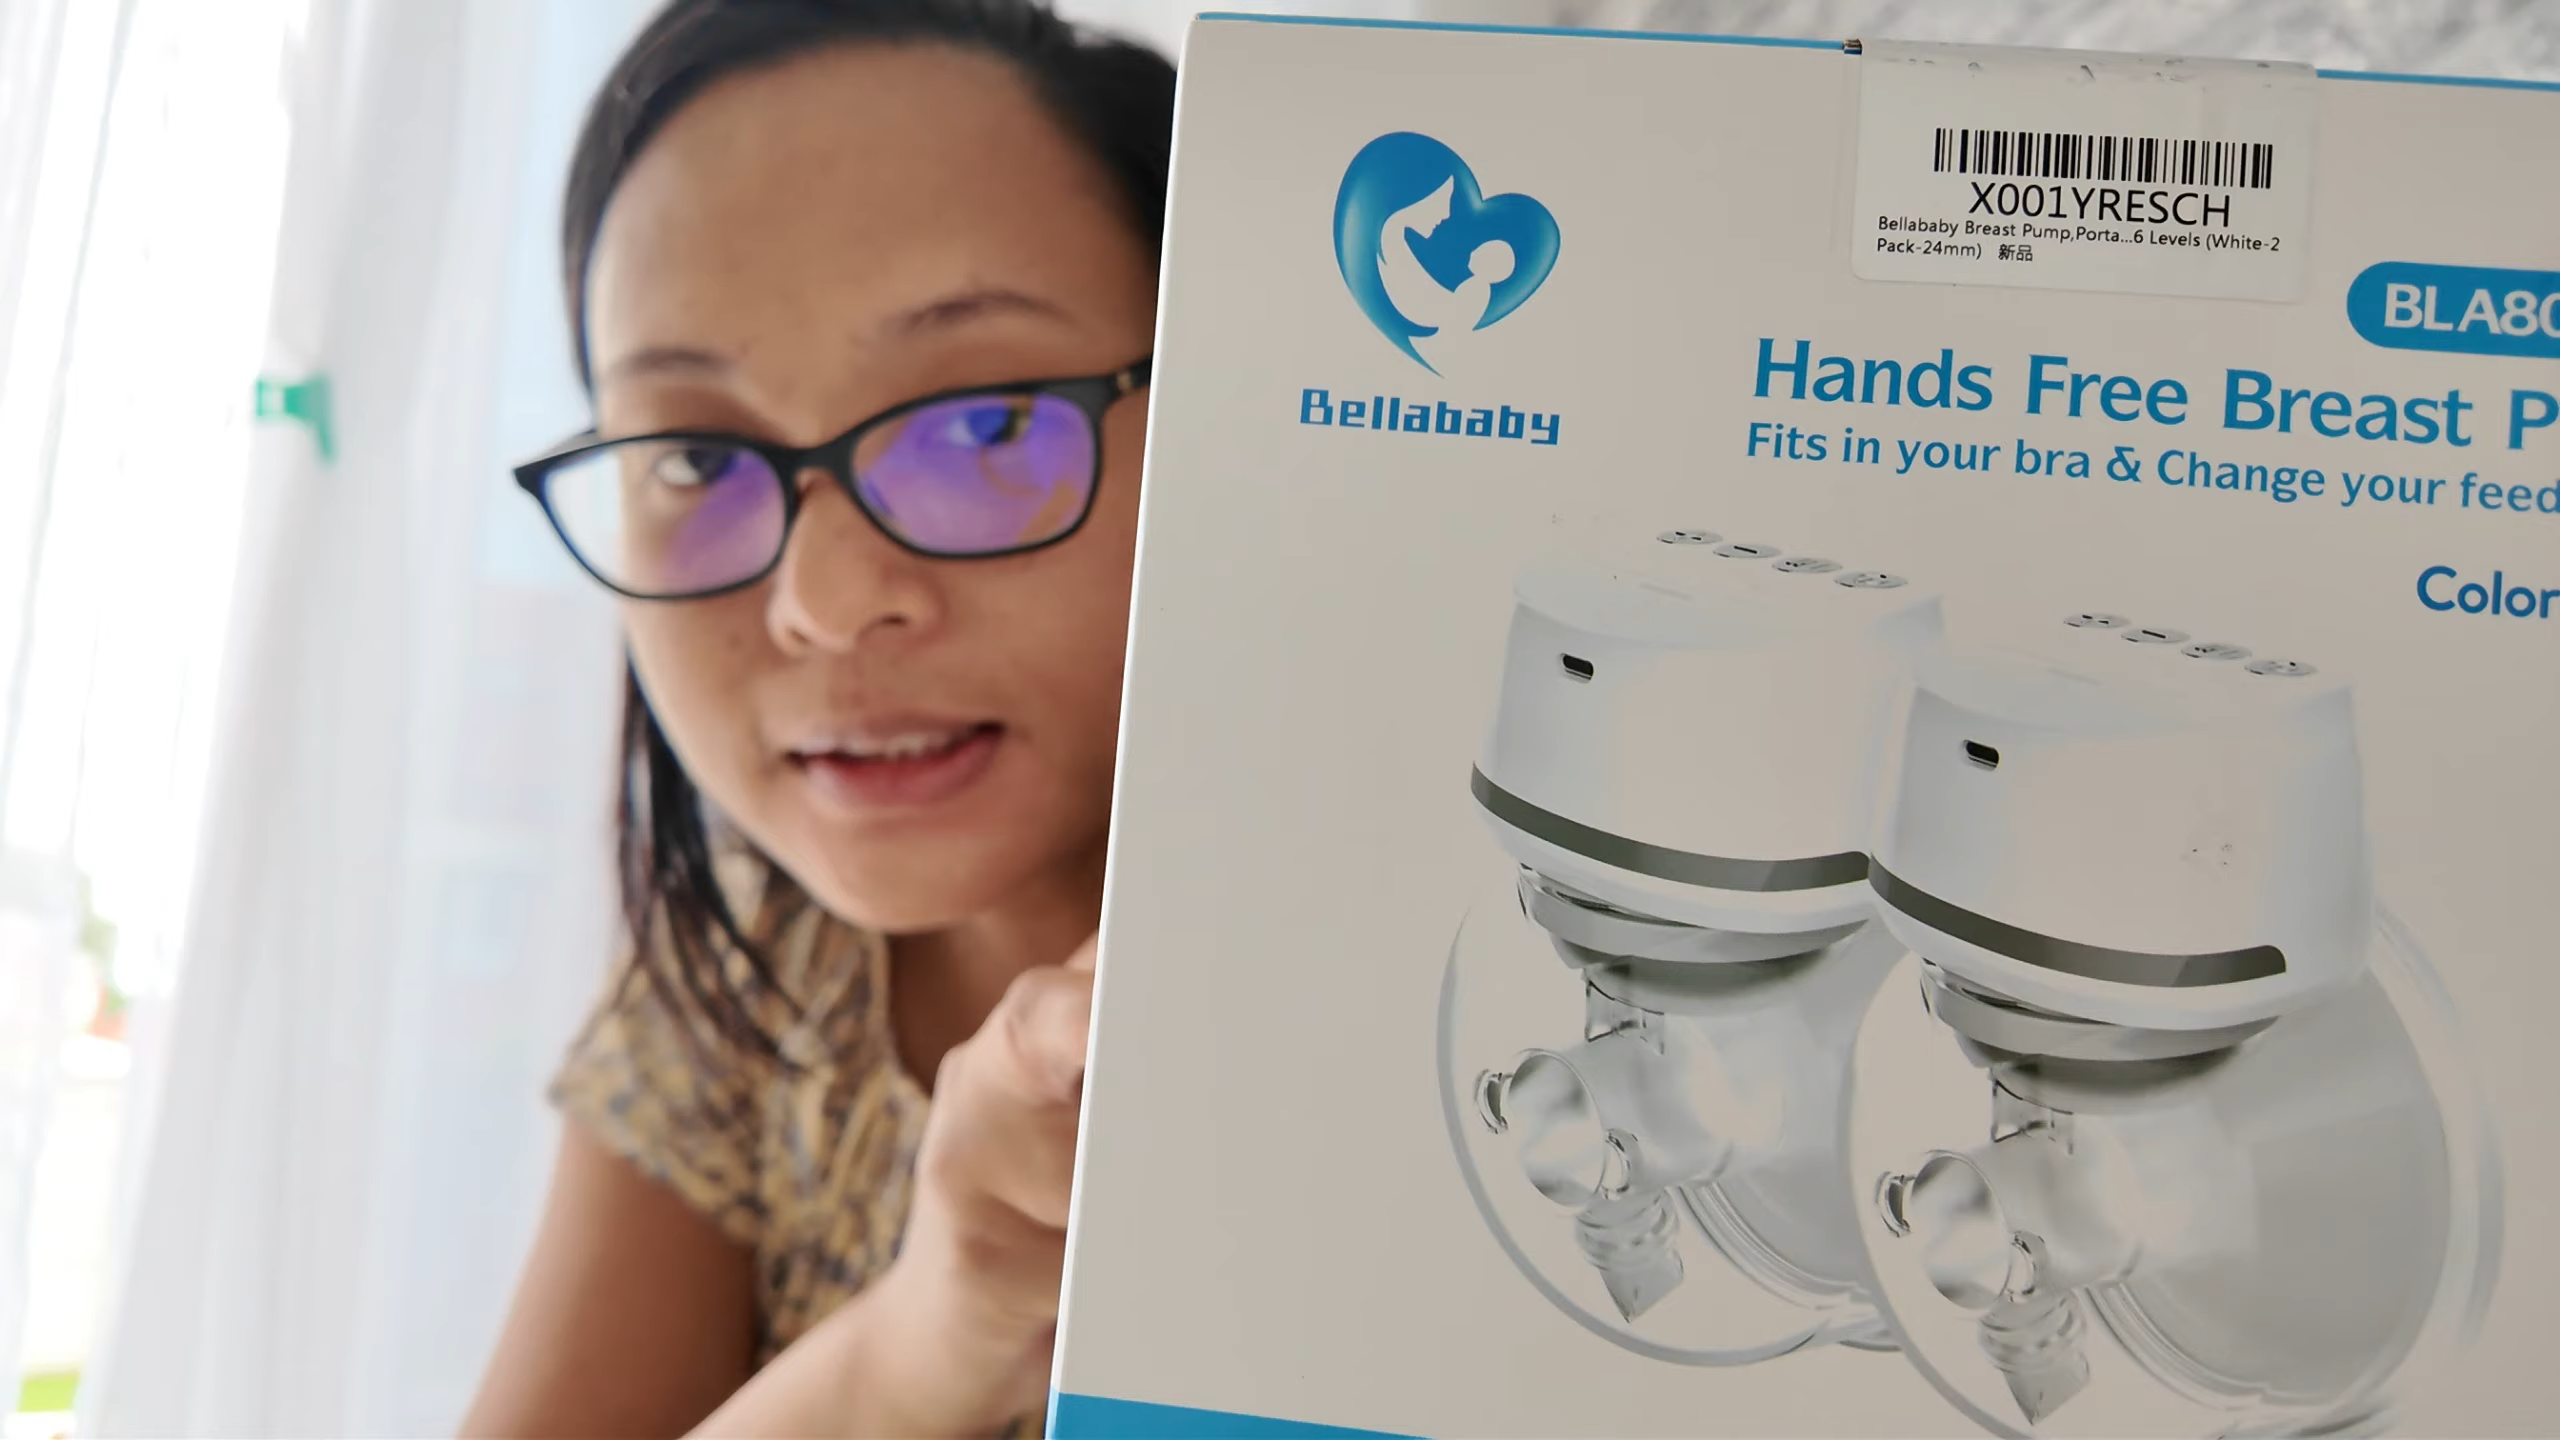 X001YRESCH
Bellababy Breast Pump,Porta...6 Levels (White-2
Pack-24mm) 新品
Bellababy
BLA80
Hands Free Breast P
Fits in your bra & Change your feed
Color